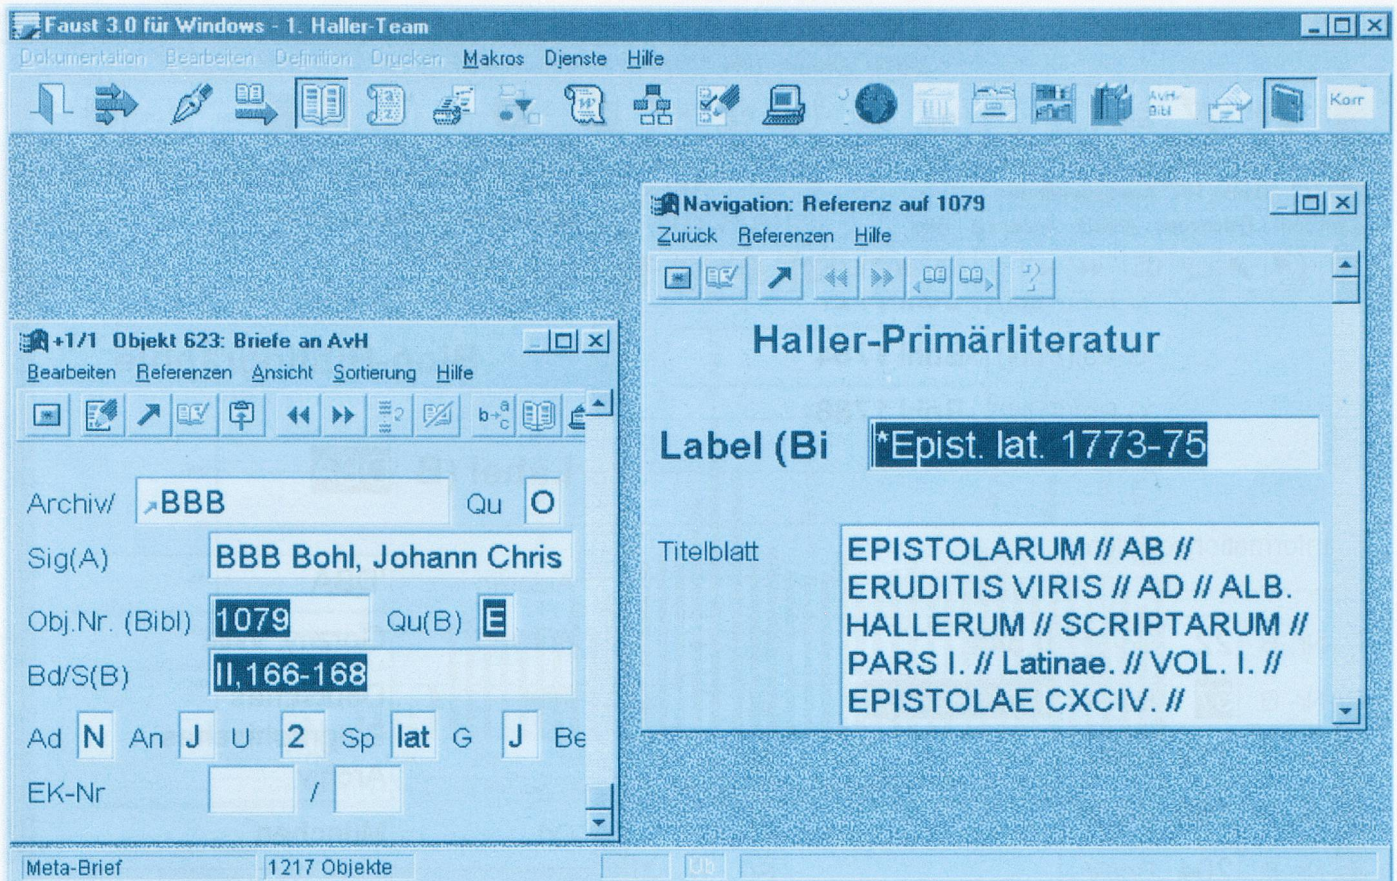 Faust 3.0 für Windows - 1. Haller-Team
Dokumentation Bearbeiten Definition Drucken Makros Dienste Hilfe
AvH-Bibl Korr
Navigation: Referenz auf 1079
Zurück Referenzen Hilfe
Haller-Primärliteratur
Label (Bi *Epist. lat. 1773-75
Titelblatt EPISTOLARUM // AB //
ERUDITIS VIRIS // AD // ALB.
HALLERUM // SCRIPTARUM //
PARS I. // Latinae. // VOL. I. //
EPISTOLAE CXCIV. //
+1/1 Objekt 623: Briefe an AvH
Bearbeiten Referenzen Ansicht Sortierung Hilfe
Archiv/ BBB Qu O
Sig(A) BBB Bohl, Johann Chris
Obj.Nr. (Bibl) 1079 Qu(B) E
Bd/S(B) II,166-168
Ad N An J U 2 Sp lat G J Be
EK-Nr /
Meta-Brief 1217 Objekte Üb